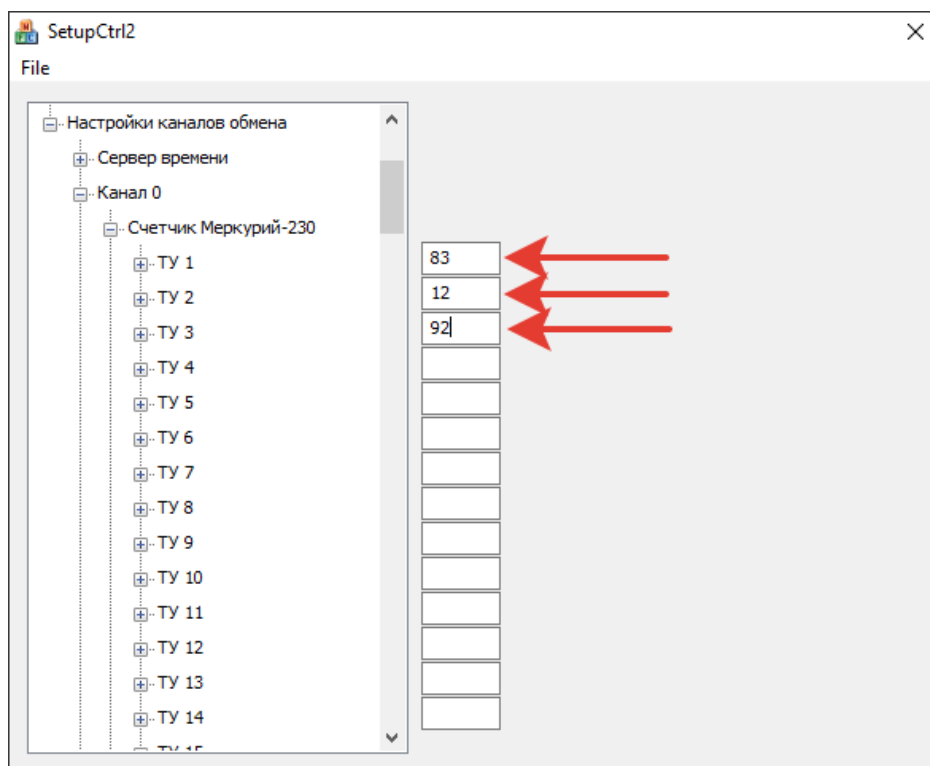 SetupCtrl2
File
Настройки каналов обмена
Сервер времени
Канал 0
Счетчик Меркурий-230
ТУ 1 83
ТУ 2 12
ТУ 3 92
ТУ 4
ТУ 5
ТУ 6
ТУ 7
ТУ 8
ТУ 9
ТУ 10
ТУ 11
ТУ 12
ТУ 13
ТУ 14
ТУ 15